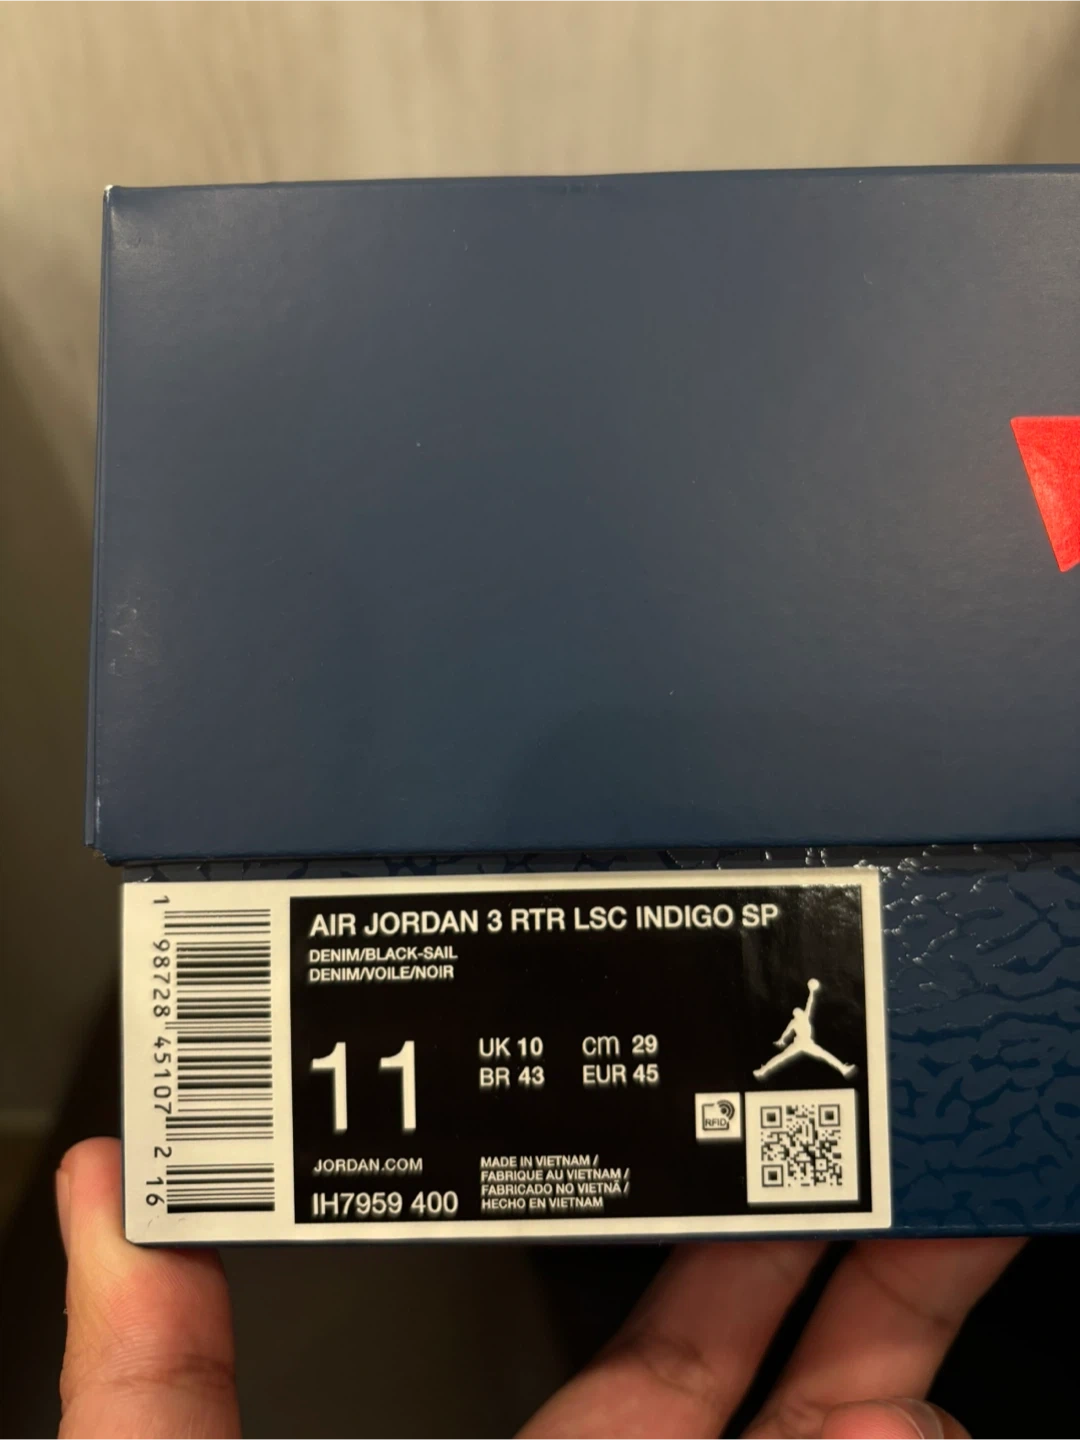 AIR JORDAN 3 RTR LSC INDIGO SP
DENIM/BLACK-SAIL
DENIM/VOILE/NOIR
11
UK 10 cm 29
BR 43 EUR 45
RFID
JORDAN.COM
IH7959 400
MADE IN VIETNAM /
FABRIQUE AU VIETNAM /
FABRICADO NO VIETNÃ /
HECHO EN VIETNAM
1 98728 45107 2 16